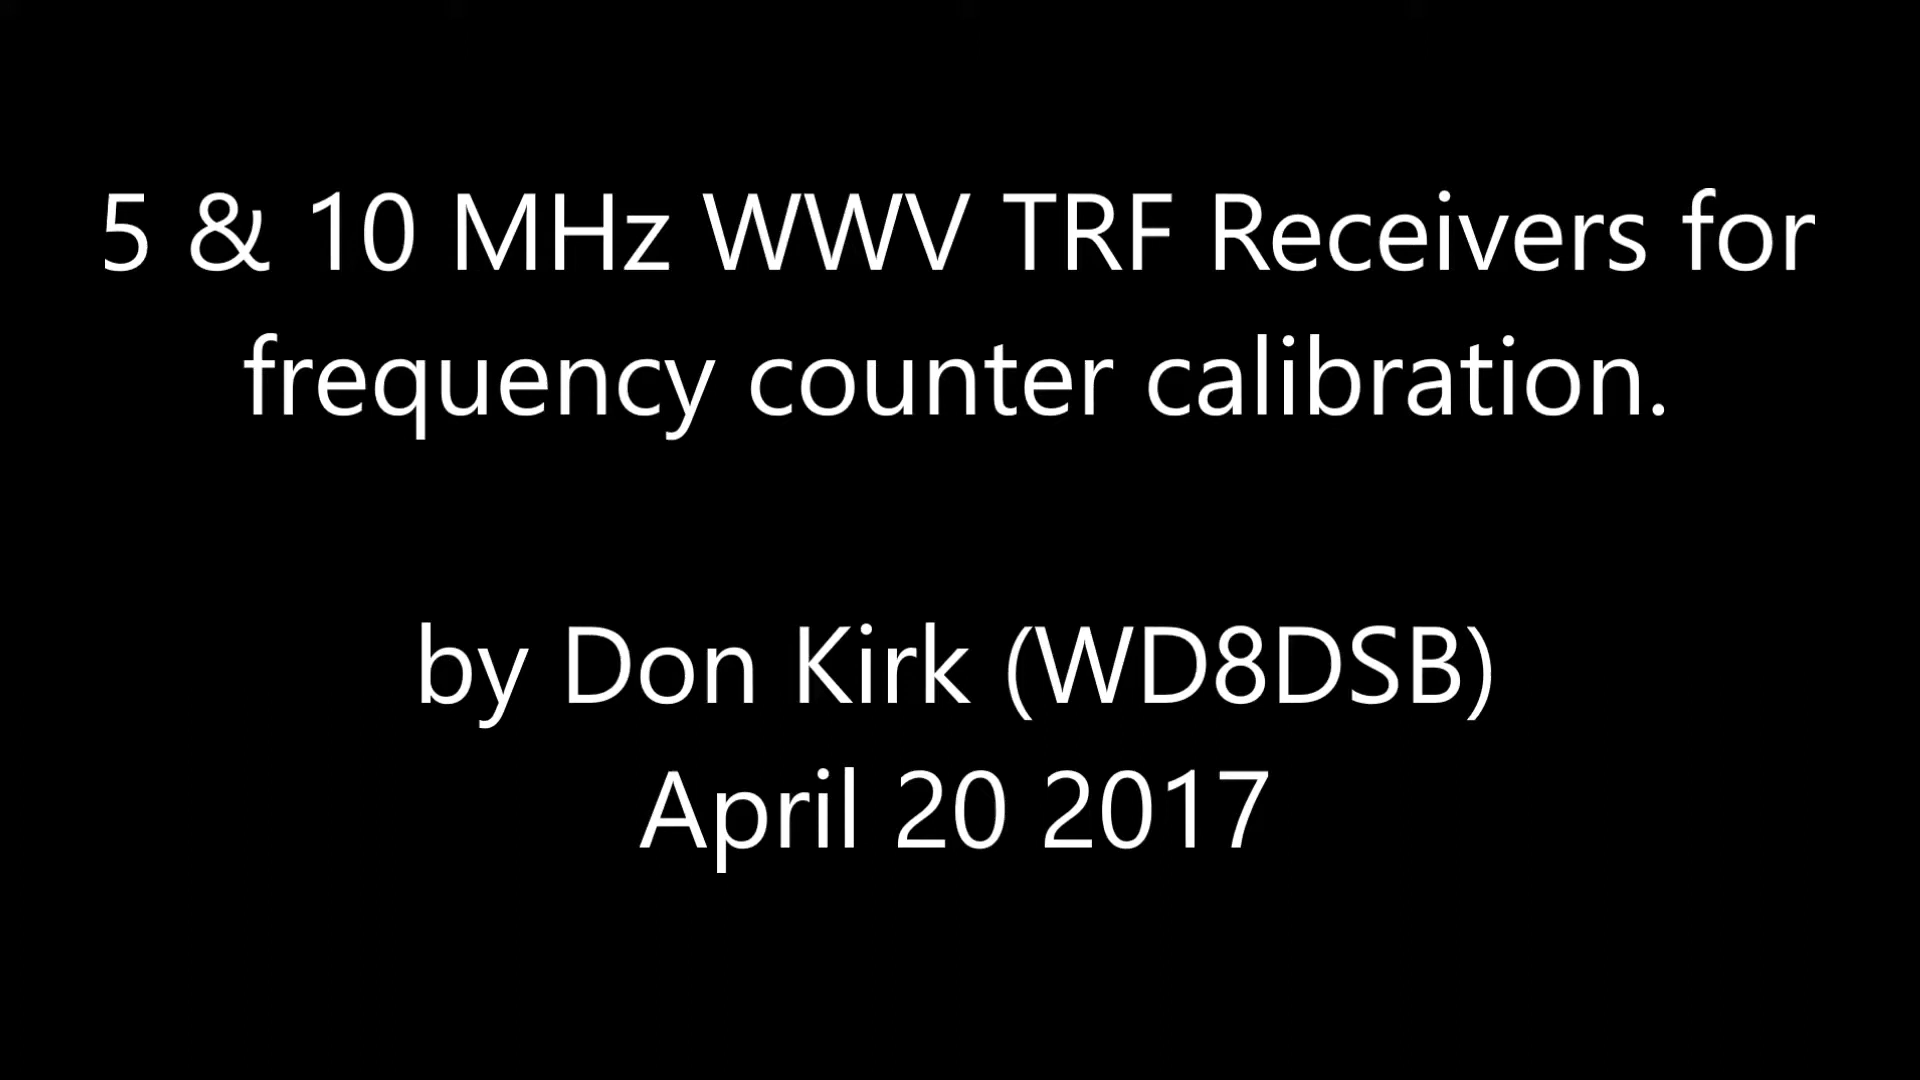 5 & 10 MHz WWV TRF Receivers for
frequency counter calibration.
by Don Kirk (WD8DSB)
April 20 2017